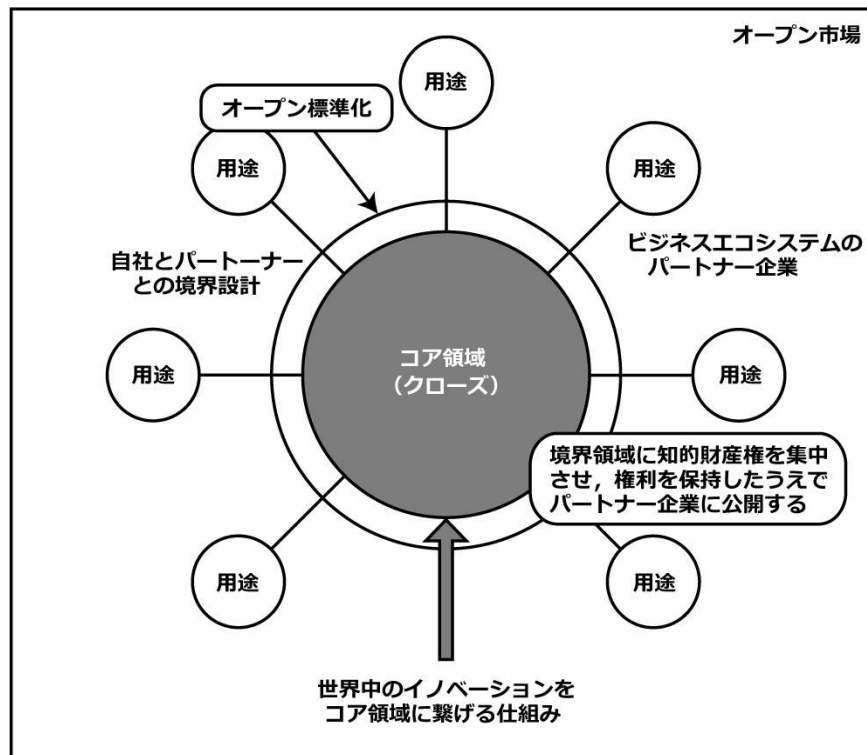 オープン市場
用途
オープン標準化
用途
用途
自社とパートーナー
との境界設計
ビジネスエコシステムの
パートナー企業
コア領域
（クローズ）
用途
用途
境界領域に知的財産権を集中
させ，権利を保持したうえで
パートナー企業に公開する
用途
用途
世界中のイノベーションを
コア領域に繋げる仕組み